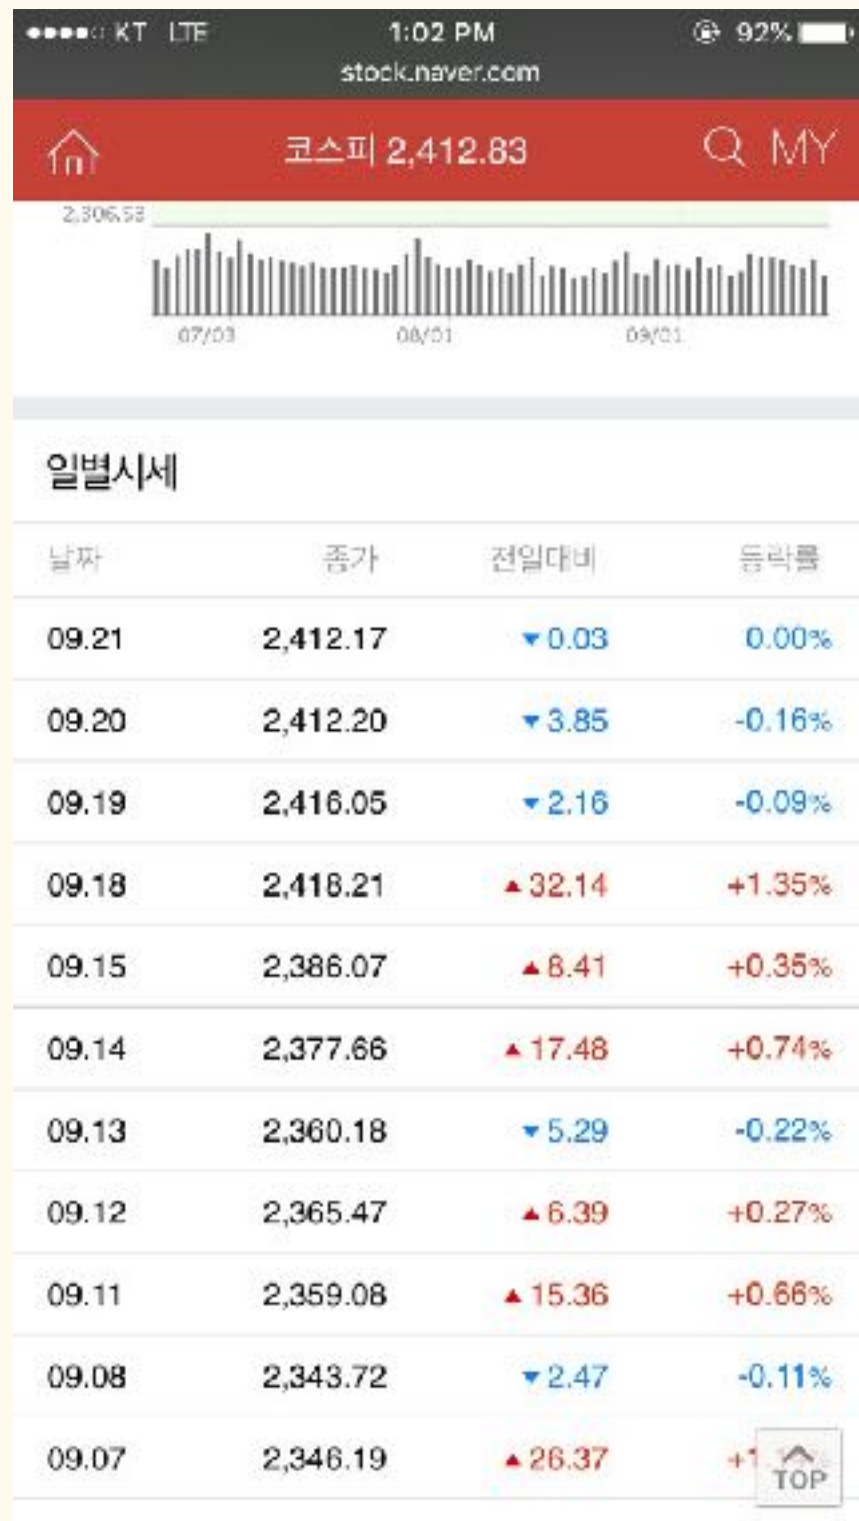 KT LTE 1:02 PM 92%
stock.naver.com
코스피 2,412.83 MY
2,306.53
07/03 08/01 09/01
일별시세
날짜 종가 전일대비 등락률
09.21 2,412.17 ▼0.03 0.00%
09.20 2,412.20 ▼3.85 -0.16%
09.19 2,416.05 ▼2.16 -0.09%
09.18 2,418.21 ▲32.14 +1.35%
09.15 2,386.07 ▲8.41 +0.35%
09.14 2,377.66 ▲17.48 +0.74%
09.13 2,360.18 ▼5.29 -0.22%
09.12 2,365.47 ▲6.39 +0.27%
09.11 2,359.08 ▲15.36 +0.66%
09.08 2,343.72 ▼2.47 -0.11%
09.07 2,346.19 ▲26.37
TOP